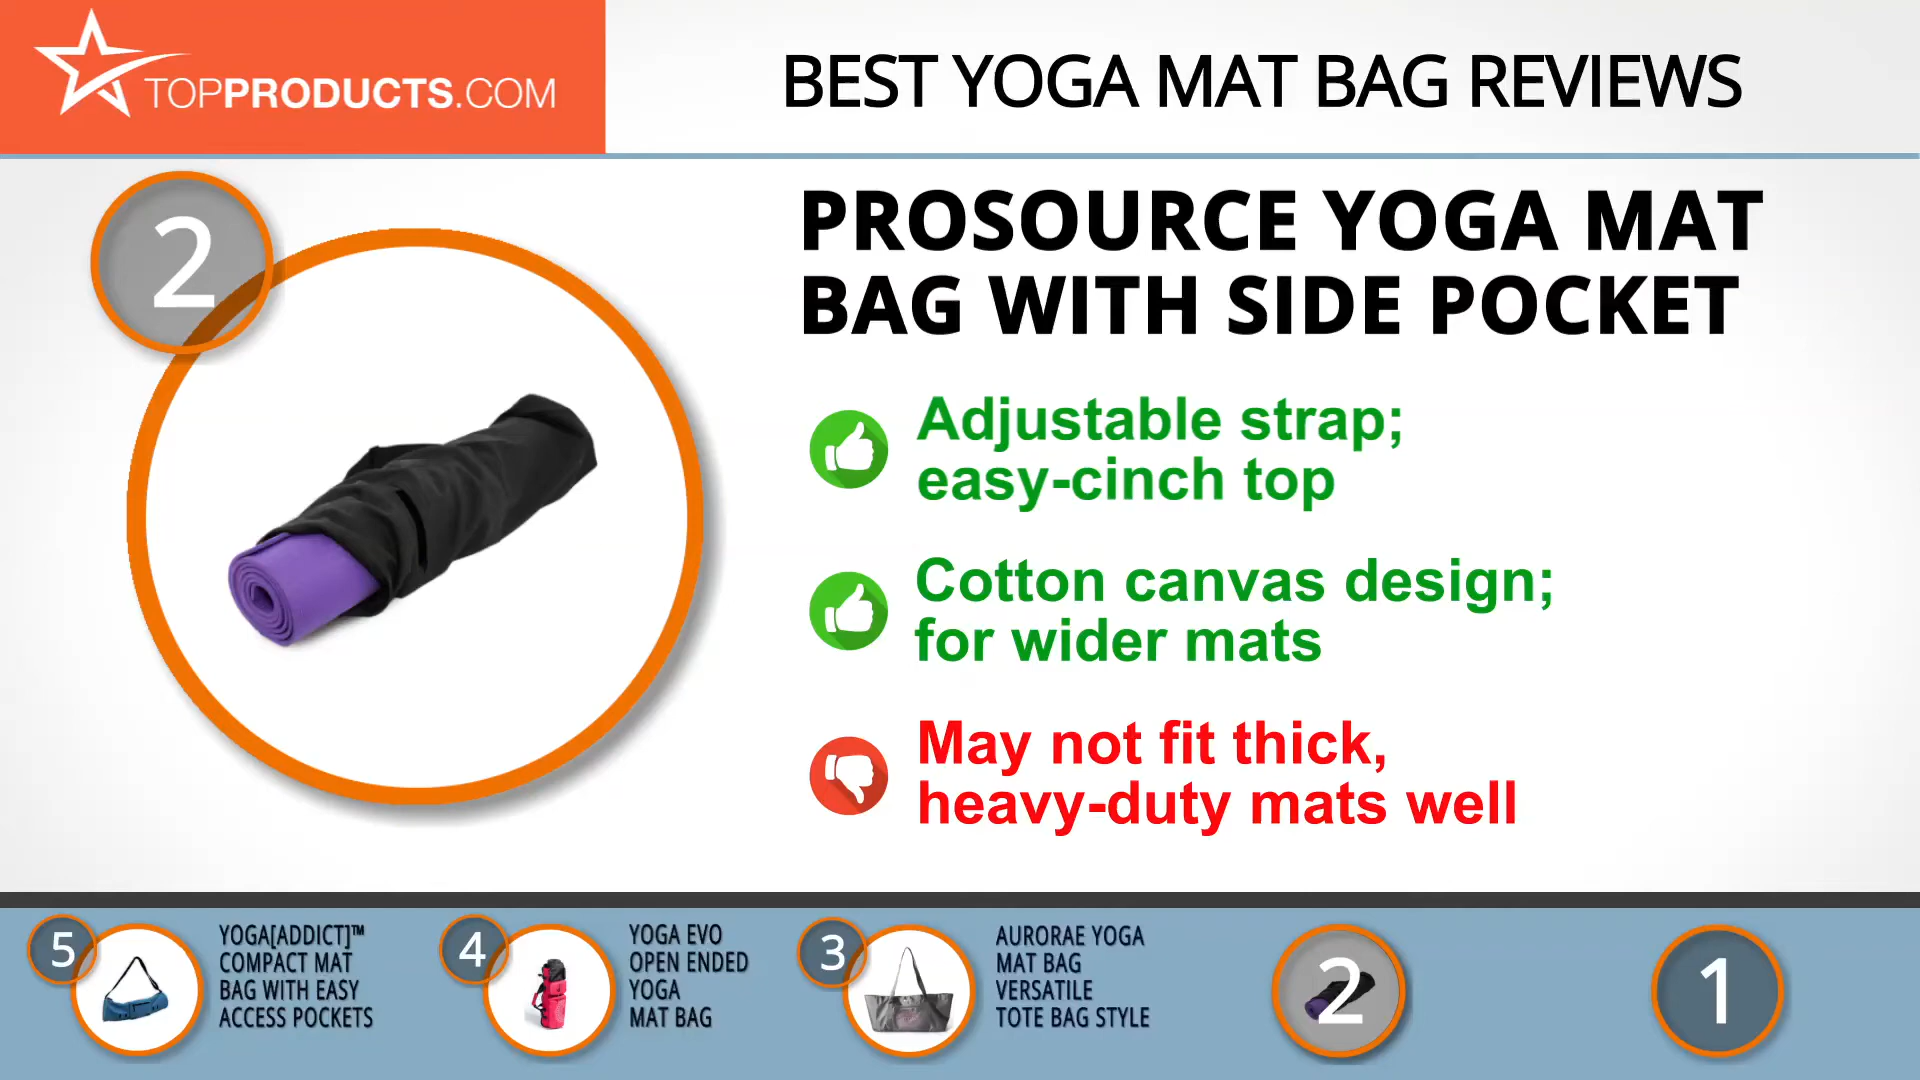 TOPPRODUCTS.COM
BEST YOGA MAT BAG REVIEWS
2
PROSOURCE YOGA MAT
BAG WITH SIDE POCKET
Adjustable strap;
easy-cinch top
Cotton canvas design;
for wider mats
May not fit thick,
heavy-duty mats well
5
YOGA[ADDICT]™
COMPACT MAT
BAG WITH EASY
ACCESS POCKETS
4
YOGA EVO
OPEN ENDED
YOGA
MAT BAG
3
AURORAE YOGA
MAT BAG
VERSATILE
TOTE BAG STYLE
2
1